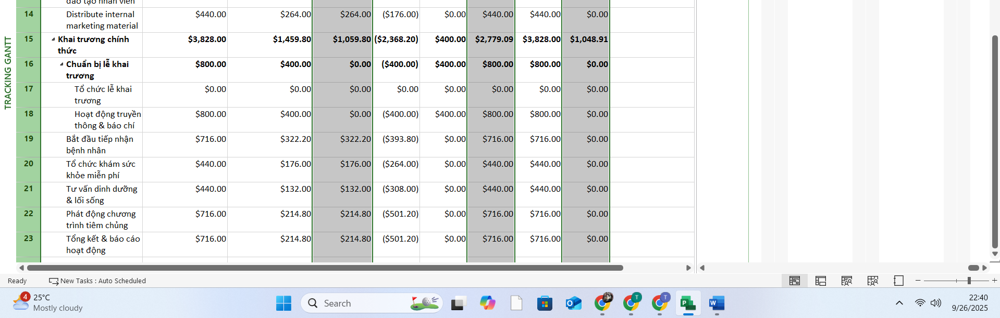 đào tạo nhân viên
14 Distribute internal $440.00 $264.00 $264.00 ($176.00) $0.00 $440.00 $440.00 $0.00
marketing material
TRACKING GANTT
15 Khai trương chính $3,828.00 $1,459.80 $1,059.80 ($2,368.20) $400.00 $2,779.09 $3,828.00 $1,048.91
thức
16 Chuẩn bị lễ khai $800.00 $400.00 $0.00 ($400.00) $400.00 $800.00 $800.00 $0.00
trương
17 Tổ chức lễ khai $0.00 $0.00 $0.00 $0.00 $0.00 $0.00 $0.00 $0.00
trương
18 Hoạt động truyền $800.00 $400.00 $0.00 ($400.00) $400.00 $800.00 $800.00 $0.00
thông & báo chí
19 Bắt đầu tiếp nhận $716.00 $322.20 $322.20 ($393.80) $0.00 $716.00 $716.00 $0.00
bệnh nhân
20 Tổ chức khám sức $440.00 $176.00 $176.00 ($264.00) $0.00 $440.00 $440.00 $0.00
khỏe miễn phí
21 Tư vấn dinh dưỡng $440.00 $132.00 $132.00 ($308.00) $0.00 $440.00 $440.00 $0.00
& lối sống
22 Phát động chương $716.00 $214.80 $214.80 ($501.20) $0.00 $716.00 $716.00 $0.00
trình tiêm chủng
23 Tổng kết & báo cáo $716.00 $214.80 $214.80 ($501.20) $0.00 $716.00 $716.00 $0.00
hoạt động
Ready New Tasks : Auto Scheduled
4 25°C
Mostly cloudy
Search
T
T
22:40
9/26/2025